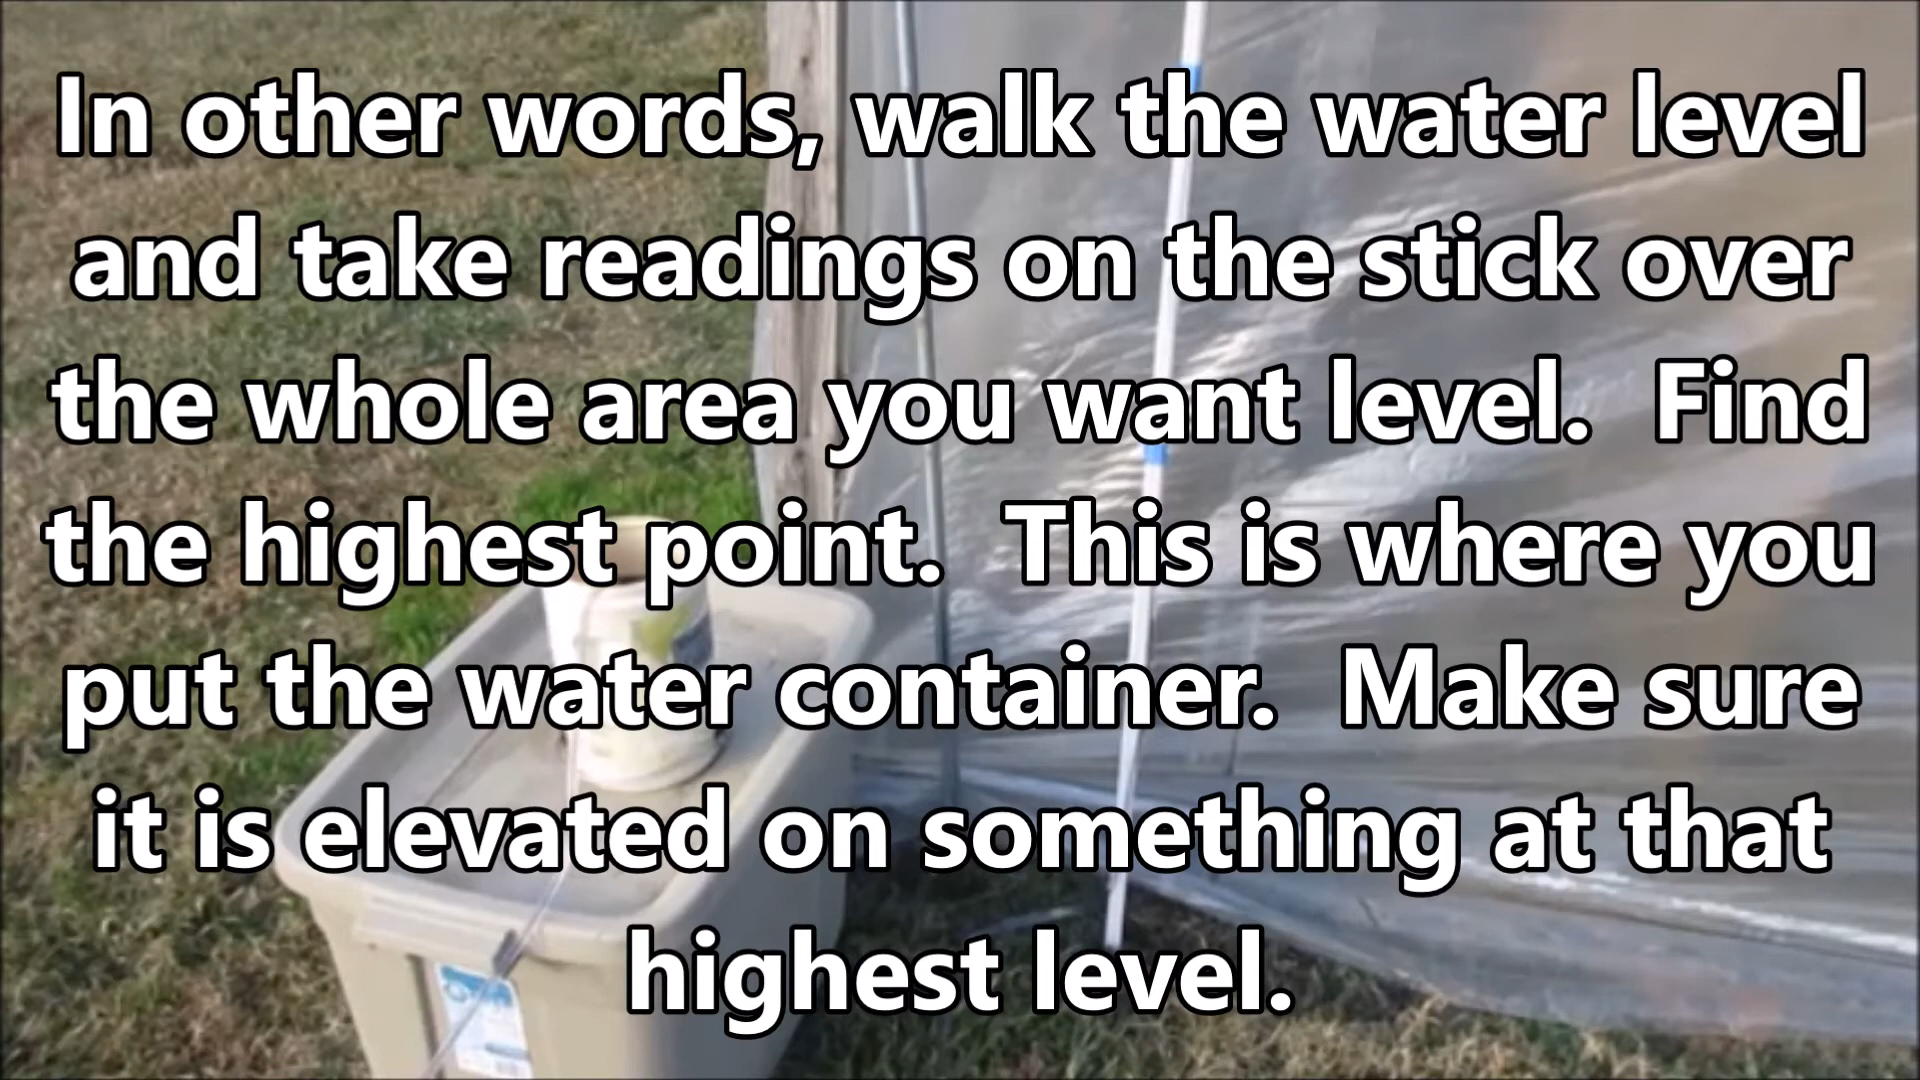 In other words, walk the water level
and take readings on the stick over
the whole area you want level.  Find
the highest point.  This is where you
put the water container.  Make sure
it is elevated on something at that
highest level.